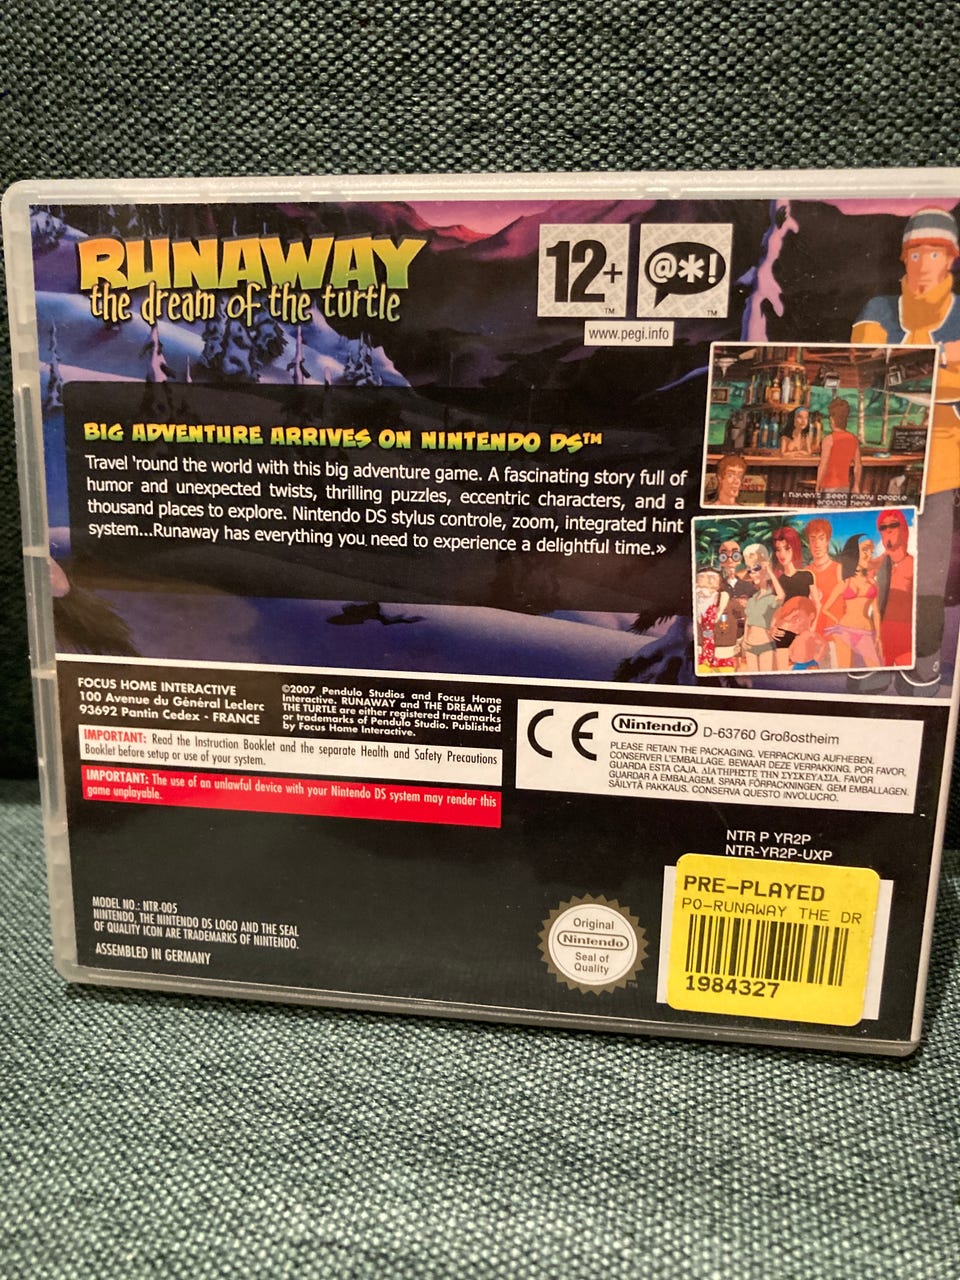 RUNAWAY
the dream of the turtle
12+
TM
@*!
TM
www.pegi.info
BIG ADVENTURE ARRIVES ON NINTENDO DS™
Travel 'round the world with this big adventure game. A fascinating story full of
humor and unexpected twists, thrilling puzzles, eccentric characters, and a
thousand places to explore. Nintendo DS stylus controle, zoom, integrated hint
system...Runaway has everything you need to experience a delightful time.»
I haven't seen many people
around here
FOCUS HOME INTERACTIVE
100 Avenue du Général Leclerc
93692 Pantin Cedex - FRANCE
©2007 Pendulo Studios and Focus Home
Interactive. RUNAWAY and THE DREAM OF
THE TURTLE are either registered trademarks
or trademarks of Pendulo Studio. Published
by Focus Home Interactive.
IMPORTANT: Read the Instruction Booklet and the separate Health and Safety Precautions
Booklet before setup or use of your system.
IMPORTANT: The use of an unlawful device with your Nintendo DS system may render this
game unplayable.
CE
Nintendo®
D-63760 Großostheim
PLEASE RETAIN THE PACKAGING. VERPACKUNG AUFHEBEN.
CONSERVER L'EMBALLAGE. BEWAAR DEZE VERPAKKING. POR FAVOR,
GUARDA ESTA CAJA. ΔΙΑΤΗΡΗΣΤΕ ΤΗΝ ΣΥΣΚΕΥΑΣΙΑ. FAVOR
GUARDAR A EMBALAGEM. SPARA FÖRPACKNINGEN. GEM EMBALLAGEN.
SÄILYTÄ PAKKAUS. CONSERVA QUESTO INVOLUCRO.
NTR P YR2P
NTR-YR2P-UXP
PRE-PLAYED
PO-RUNAWAY THE DR
1984327
MODEL NO.: NTR-005
NINTENDO, THE NINTENDO DS LOGO AND THE SEAL
OF QUALITY ICON ARE TRADEMARKS OF NINTENDO.
ASSEMBLED IN GERMANY
Original
Nintendo
Seal of
Quality
TM